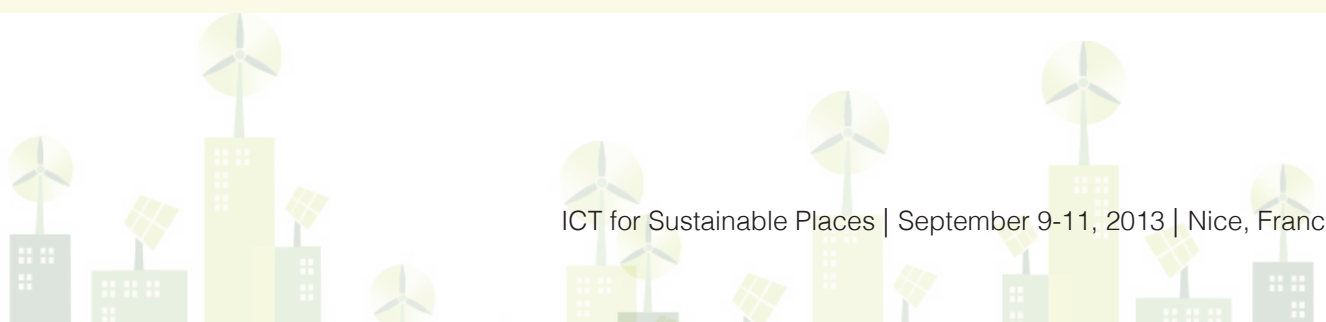 ICT for Sustainable Places | September 9-11, 2013 | Nice, Franc